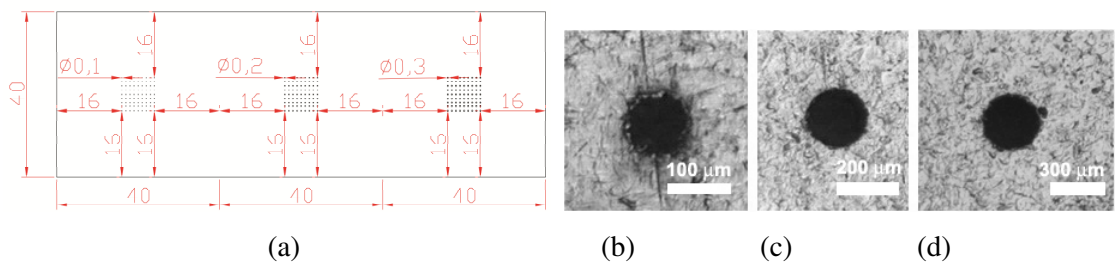 16 16 16
Ø0,1 Ø0,2 Ø0,3
40
16 16 16 16 16 16
15 15 15 15 15 15
40 40 40
100 µm
200 µm
300 µm
(a) (b) (c) (d)